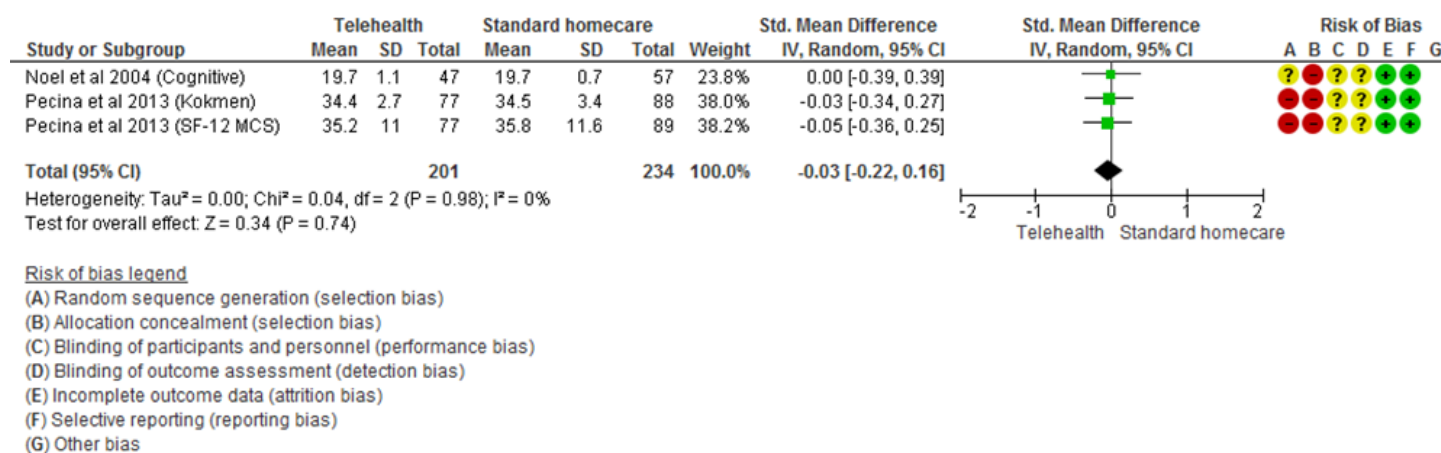 Telehealth Standard homecare Std. Mean Difference Std. Mean Difference Risk of Bias
Study or Subgroup Mean SD Total Mean SD Total Weight IV, Random, 95% CI IV, Random, 95% CI A B C D E F G
Noel et al 2004 (Cognitive) 19.7 1.1 47 19.7 0.7 57 23.8% 0.00 [-0.39, 0.39] ? - ? ? + +
Pecina et al 2013 (Kokmen) 34.4 2.7 77 34.5 3.4 88 38.0% -0.03 [-0.34, 0.27] - - ? ? + +
Pecina et al 2013 (SF-12 MCS) 35.2 11 77 35.8 11.6 89 38.2% -0.05 [-0.36, 0.25] - - ? ? + +
Total (95% CI) 201 234 100.0% -0.03 [-0.22, 0.16]
Heterogeneity: Tau² = 0.00; Chi² = 0.04, df = 2 (P = 0.98); I² = 0%
Test for overall effect: Z = 0.34 (P = 0.74)
-2 -1 0 1 2
Telehealth Standard homecare
Risk of bias legend
(A) Random sequence generation (selection bias)
(B) Allocation concealment (selection bias)
(C) Blinding of participants and personnel (performance bias)
(D) Blinding of outcome assessment (detection bias)
(E) Incomplete outcome data (attrition bias)
(F) Selective reporting (reporting bias)
(G) Other bias